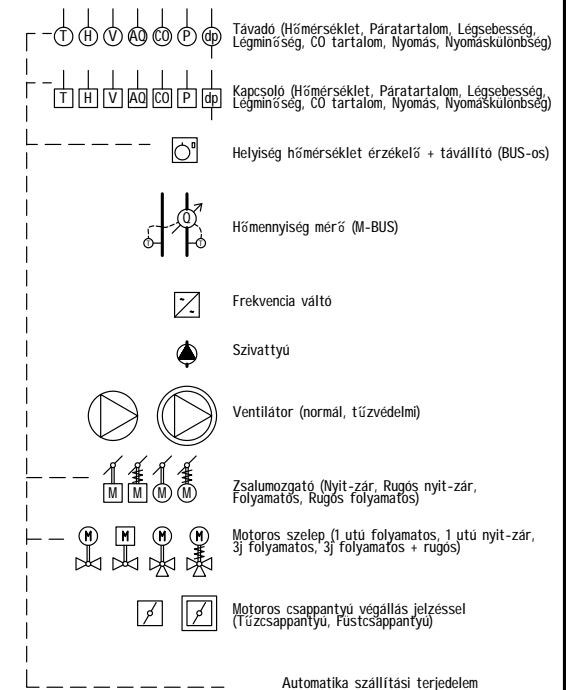 T H V AQ CO P dp
Távadó (Hőmérséklet, Páratartalom, Légsebesség,
Légminőség, CO tartalom, Nyomás, Nyomáskülönbség)
T H V AQ CO P dp
Kapcsoló (Hőmérséklet, Páratartalom, Légsebesség,
Légminőség, CO tartalom, Nyomás, Nyomáskülönbség)
Helyiség hőmérséklet érzékelő + távállító (BUS-os)
Q
T T
Hőmennyiség mérő (M-BUS)
Frekvencia váltó
Szivattyú
Ventilátor (normál, tűzvédelmi)
M M M M
Zsalumozgató (Nyit-zár, Rugós nyit-zár,
Folyamatos, Rugós folyamatos)
M M M M
Motoros szelep (1 utú folyamatos, 1 utú nyit-zár,
3j folyamatos, 3j folyamatos + rugós)
Motoros csappantyú végállás jelzéssel
(Tűzcsappantyú, Füstcsappantyú)
Automatika szállítási terjedelem